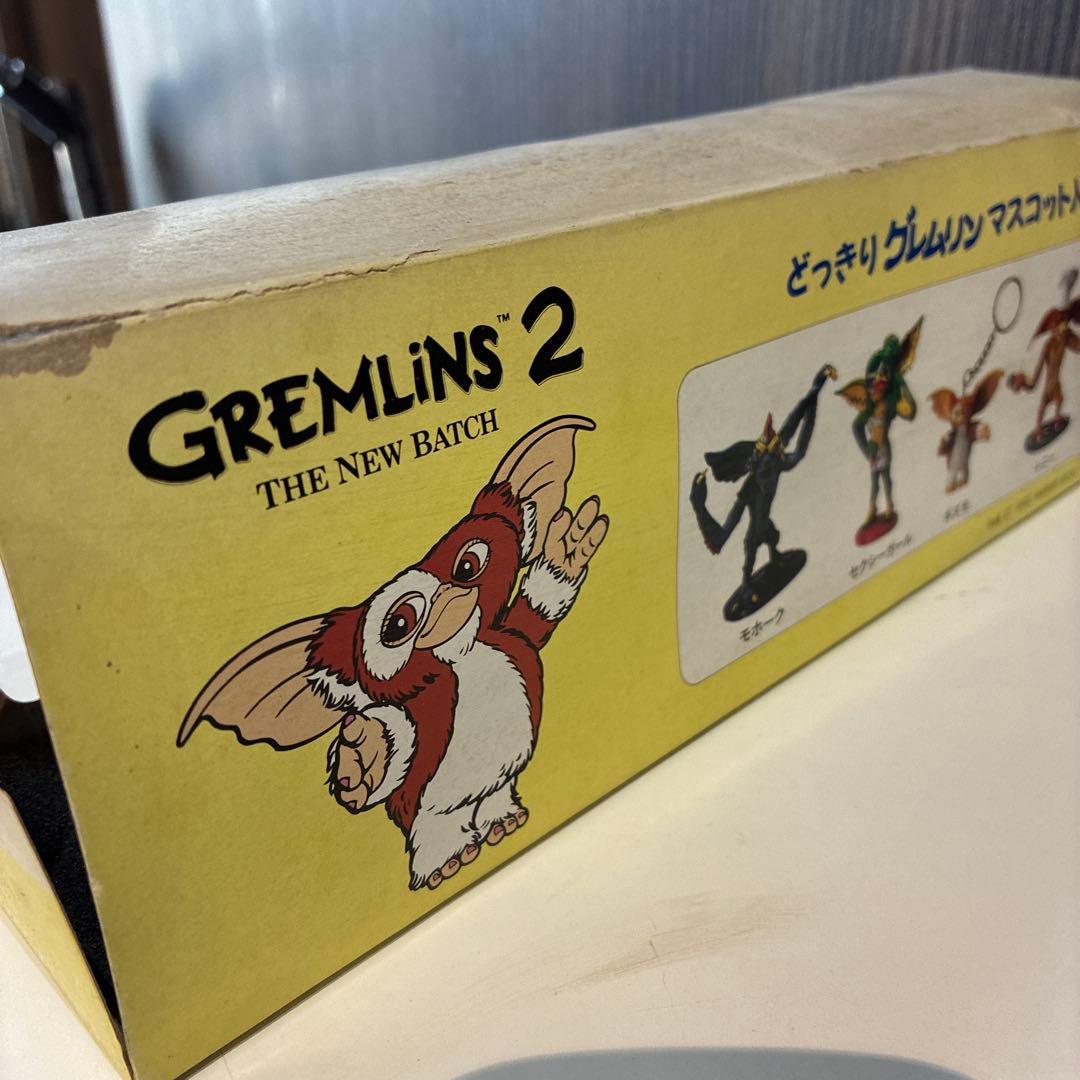 GREMLiNS™ 2
THE NEW BATCH
どっきりグレムリンマスコット人
モホーク
セクシーガール